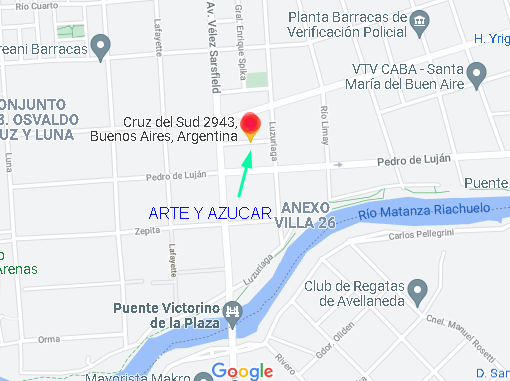 Río Cuarto
Gral. Enrique Spika
Av. Vélez Sarsfield
Lafayette
Planta Barracas de
Verificación Policial
H. Yrig
reani Barracas
VTV CABA - Santa
María del Buen Aire
ONJUNTO
3. OSVALDO
UZ Y LUNA
Cruz del Sud 2943,
Buenos Aires, Argentina
Luzuriaga
Río Limay
Luna
Pedro de Luján
Pedro de Luján
Lafayette
Puente
ARTE Y AZUCAR
ANEXO
VILLA 26
Río Matanza Riachuelo
Zepita
Carlos Pellegrini
Lafayette
o
Arenas
Luzuriaga
Club de Regatas
de Avellaneda
Puente Victorino
de la Plaza
Gdor. Oliden
Cnel. Manuel Rosetti
Rivero
Google
Mayorista Makro
D. San